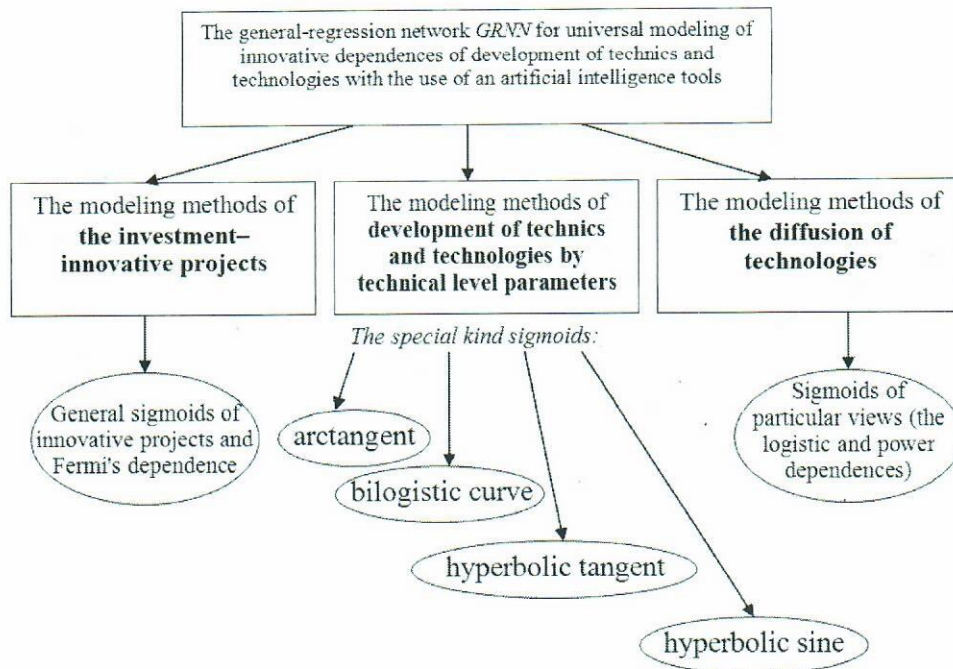 The general-regression network GRNN for universal modeling of
innovative dependences of development of technics and
technologies with the use of an artificial intelligence tools
The modeling methods of
the investment–
innovative projects
The modeling methods of
development of technics
and technologies by
technical level parameters
The modeling methods of
the diffusion of
technologies
The special kind sigmoids:
General sigmoids of
innovative projects and
Fermi's dependence
arctangent
bilogistic curve
hyperbolic tangent
hyperbolic sine
Sigmoids of
particular views (the
logistic and power
dependences)